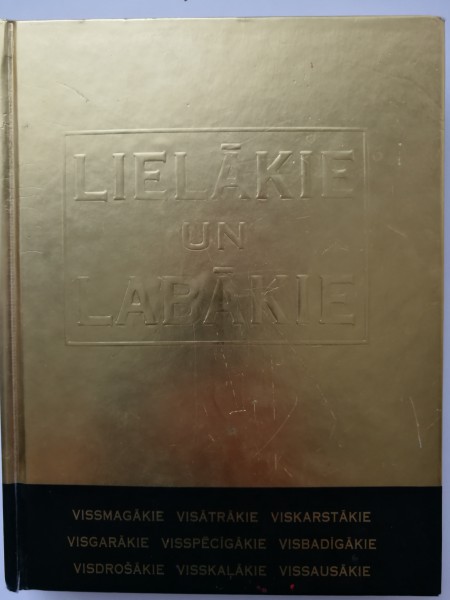 LIELĀKIE
UN
LABĀKIE
VISSMAGĀKIE VISĀTRĀKIE VISKARSTĀKIE
VISGARĀKIE VISSPĒCĪGĀKIE VISBADĪGĀKIE
VISDROŠĀKIE VISSKAĻĀKIE VISSAUSĀKIE